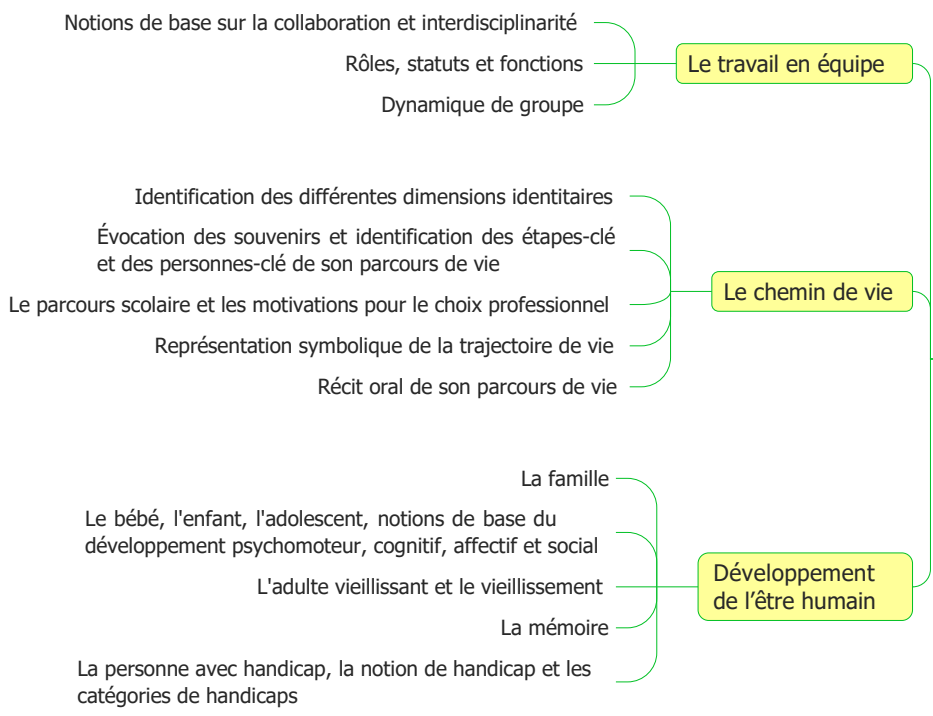 Notions de base sur la collaboration et interdisciplinarité
Rôles, statuts et fonctions
Dynamique de groupe
Le travail en équipe
Identification des différentes dimensions identitaires
Évocation des souvenirs et identification des étapes-clé
et des personnes-clé de son parcours de vie
Le parcours scolaire et les motivations pour le choix professionnel
Représentation symbolique de la trajectoire de vie
Récit oral de son parcours de vie
Le chemin de vie
La famille
Le bébé, l'enfant, l'adolescent, notions de base du
développement psychomoteur, cognitif, affectif et social
L'adulte vieillissant et le vieillissement
La mémoire
La personne avec handicap, la notion de handicap et les
catégories de handicaps
Développement
de l’être humain